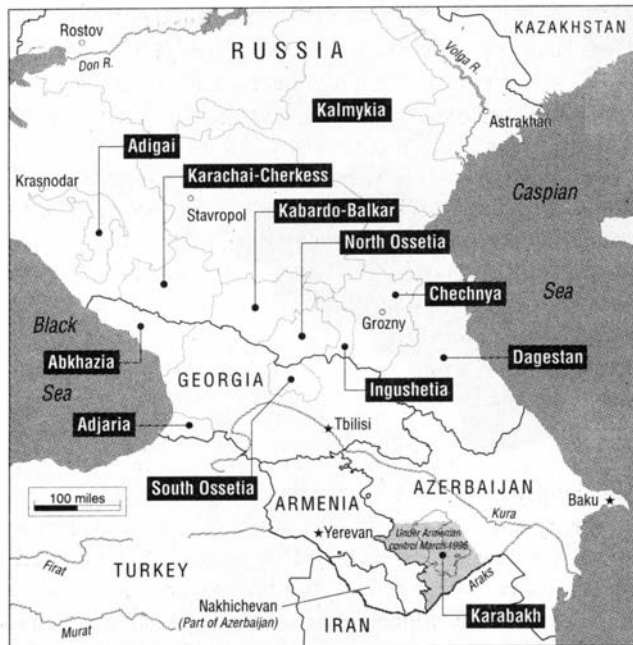 KAZAKHSTAN
Rostov
RUSSIA
Don R.
Volga R.
Kalmykia
Astrakhan
Adigai
Krasnodar
Karachai-Cherkess
Caspian
Stavropol
Kabardo-Balkar
North Ossetia
Chechnya
Sea
Grozny
Black
Abkhazia
Dagestan
Sea
GEORGIA
Ingushetia
Adjaria
Tbilisi
South Ossetia
100 miles
ARMENIA
AZERBAIJAN
Baku
Kura
Yerevan
Under Armenian
control March 1996
Firat
TURKEY
Araks
Nakhichevan
(Part of Azerbaijan)
Karabakh
Murat
IRAN